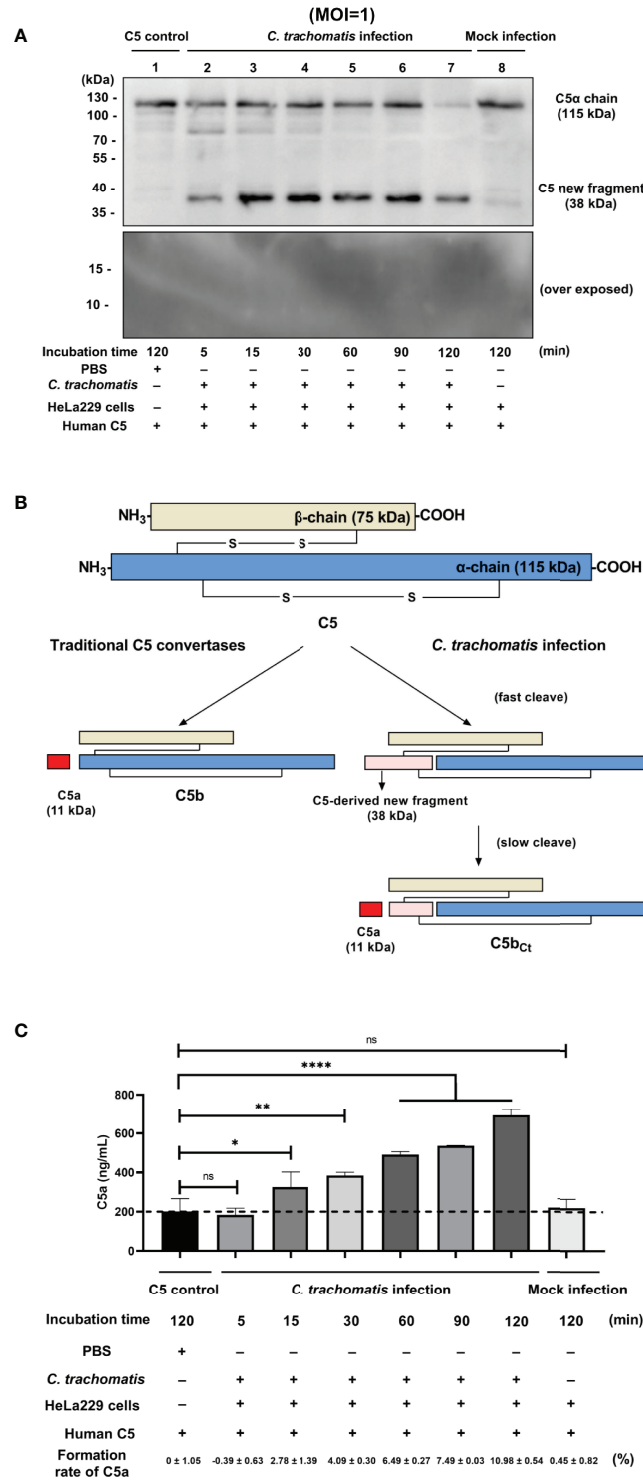 (MOI=1)
A
C5 control C. trachomatis infection Mock infection
(kDa) 1 2 3 4 5 6 7 8
130 - C5α chain
100 - (115 kDa)
70 -
55 -
40 - C5 new fragment
35 - (38 kDa)
15 - (over exposed)
10 -
Incubation time 120 5 15 30 60 90 120 120 (min)
PBS + – – – – – – –
C. trachomatis – + + + + + + –
HeLa229 cells – + + + + + + +
Human C5 + + + + + + + +
B
NH3- β-chain (75 kDa) -COOH
S S
NH3- α-chain (115 kDa) -COOH
S S
C5
Traditional C5 convertases C. trachomatis infection
(fast cleave)
C5a C5b
(11 kDa)
C5-derived new fragment
(38 kDa)
(slow cleave)
C5a C5bCt
(11 kDa)
C
ns
****
**
*
ns
C5a (ng/mL)
800
600
400
200
0
C5 control C. trachomatis infection Mock infection
Incubation time 120 5 15 30 60 90 120 120 (min)
PBS + – – – – – – –
C. trachomatis – + + + + + + –
HeLa229 cells – + + + + + + +
Human C5 + + + + + + + +
Formation rate of C5a 0 ± 1.05 -0.39 ± 0.63 2.78 ± 1.39 4.09 ± 0.30 6.49 ± 0.27 7.49 ± 0.03 10.98 ± 0.54 0.45 ± 0.82 (%)